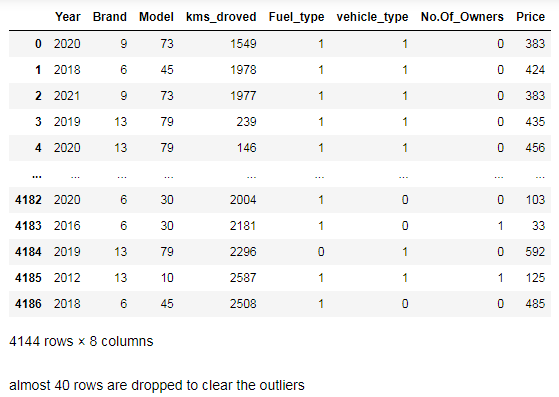 Year Brand Model kms_droved Fuel_type vehicle_type No.Of_Owners Price
0 2020 9 73 1549 1 1 0 383
1 2018 6 45 1978 1 1 0 424
2 2021 9 73 1977 1 1 0 383
3 2019 13 79 239 1 1 0 435
4 2020 13 79 146 1 1 0 456
... ... ... ... ... ... ... ... ...
4182 2020 6 30 2004 1 0 0 103
4183 2016 6 30 2181 1 0 1 33
4184 2019 13 79 2296 0 1 0 592
4185 2012 13 10 2587 1 1 1 125
4186 2018 6 45 2508 1 0 0 485
4144 rows × 8 columns
almost 40 rows are dropped to clear the outliers